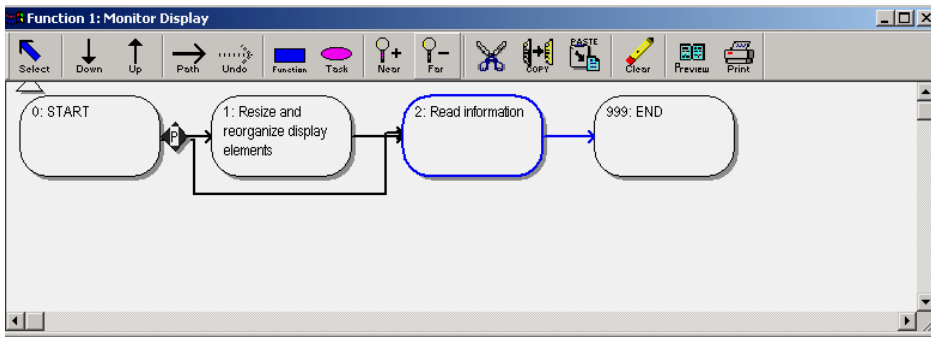 Function 1: Monitor Display
Select Down Up Path Undo Function Task Near Far COPY PASTE Clear Preview Print
0: START
P
1: Resize and
reorganize display
elements
2: Read information
999: END